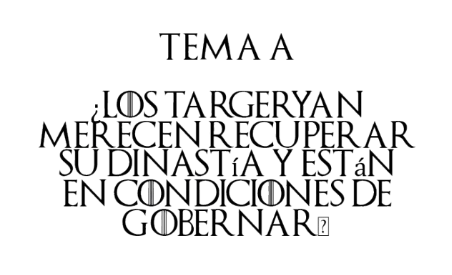 TEMA A
¿LOS TARGERYAN
MERECEN RECUPERAR
SU DINASTíA Y ESTáN
EN CONDICIONES DE
GOBERNAR?